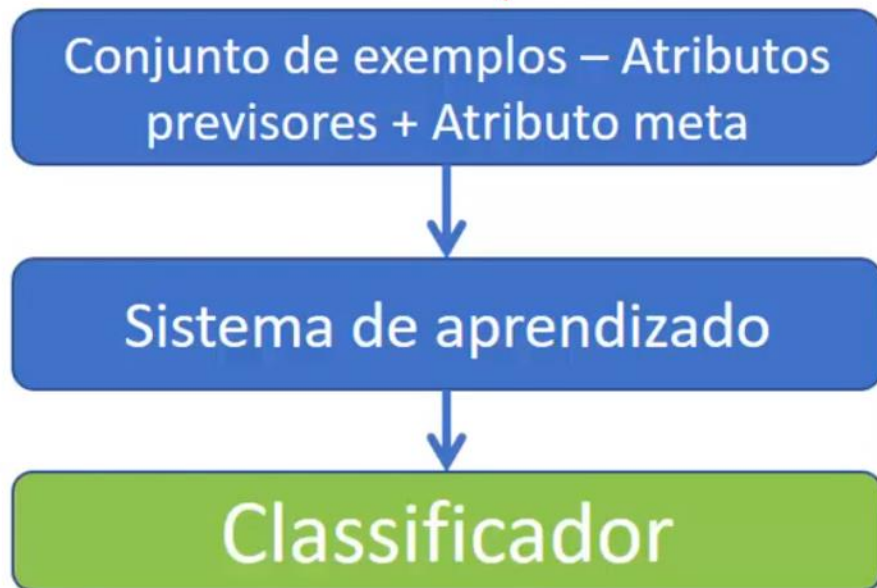 Conjunto de exemplos – Atributos
previsores + Atributo meta
Sistema de aprendizado
Classificador